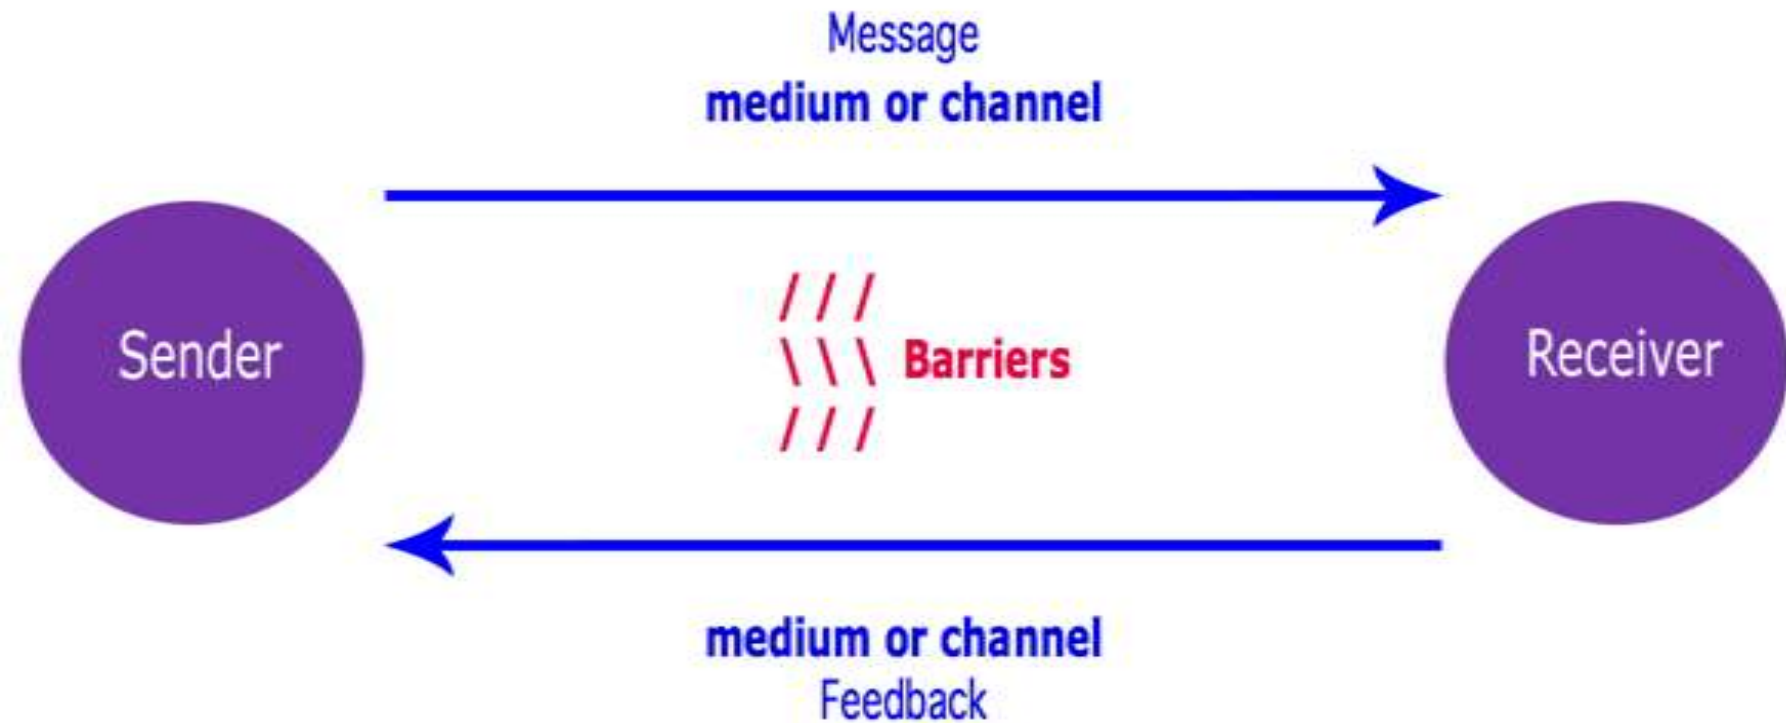 Message
medium or channel
Sender
/ / /
\ \ \ Barriers
/ / /
Receiver
medium or channel
Feedback